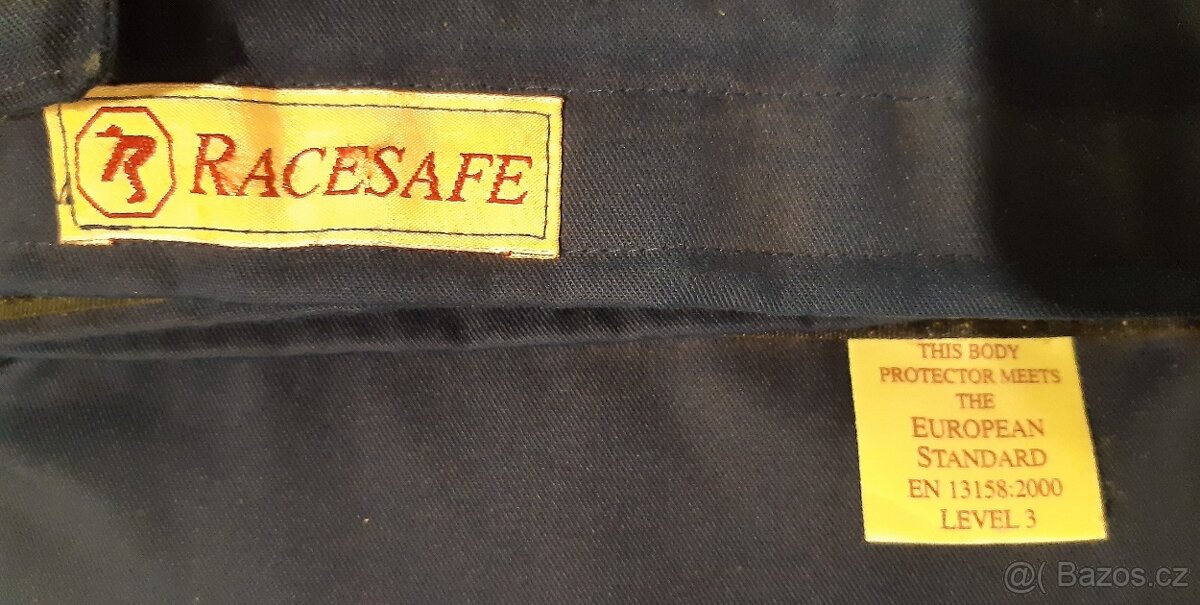 RACESAFE
THIS BODY
PROTECTOR MEETS
THE
EUROPEAN
STANDARD
EN 13158:2000
LEVEL 3
@( Bazos.cz